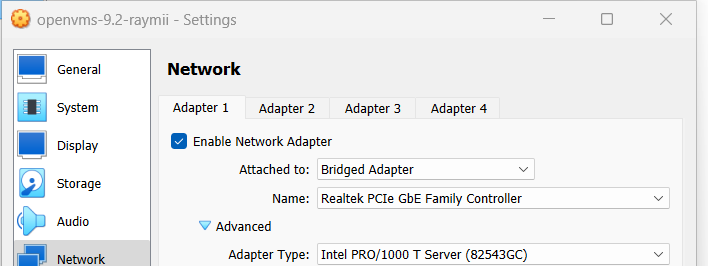 openvms-9.2-raymii - Settings
General
System
Display
Storage
Audio
Network
Network
Adapter 1 Adapter 2 Adapter 3 Adapter 4
Enable Network Adapter
Attached to: Bridged Adapter
Name: Realtek PCIe GbE Family Controller
Advanced
Adapter Type: Intel PRO/1000 T Server (82543GC)